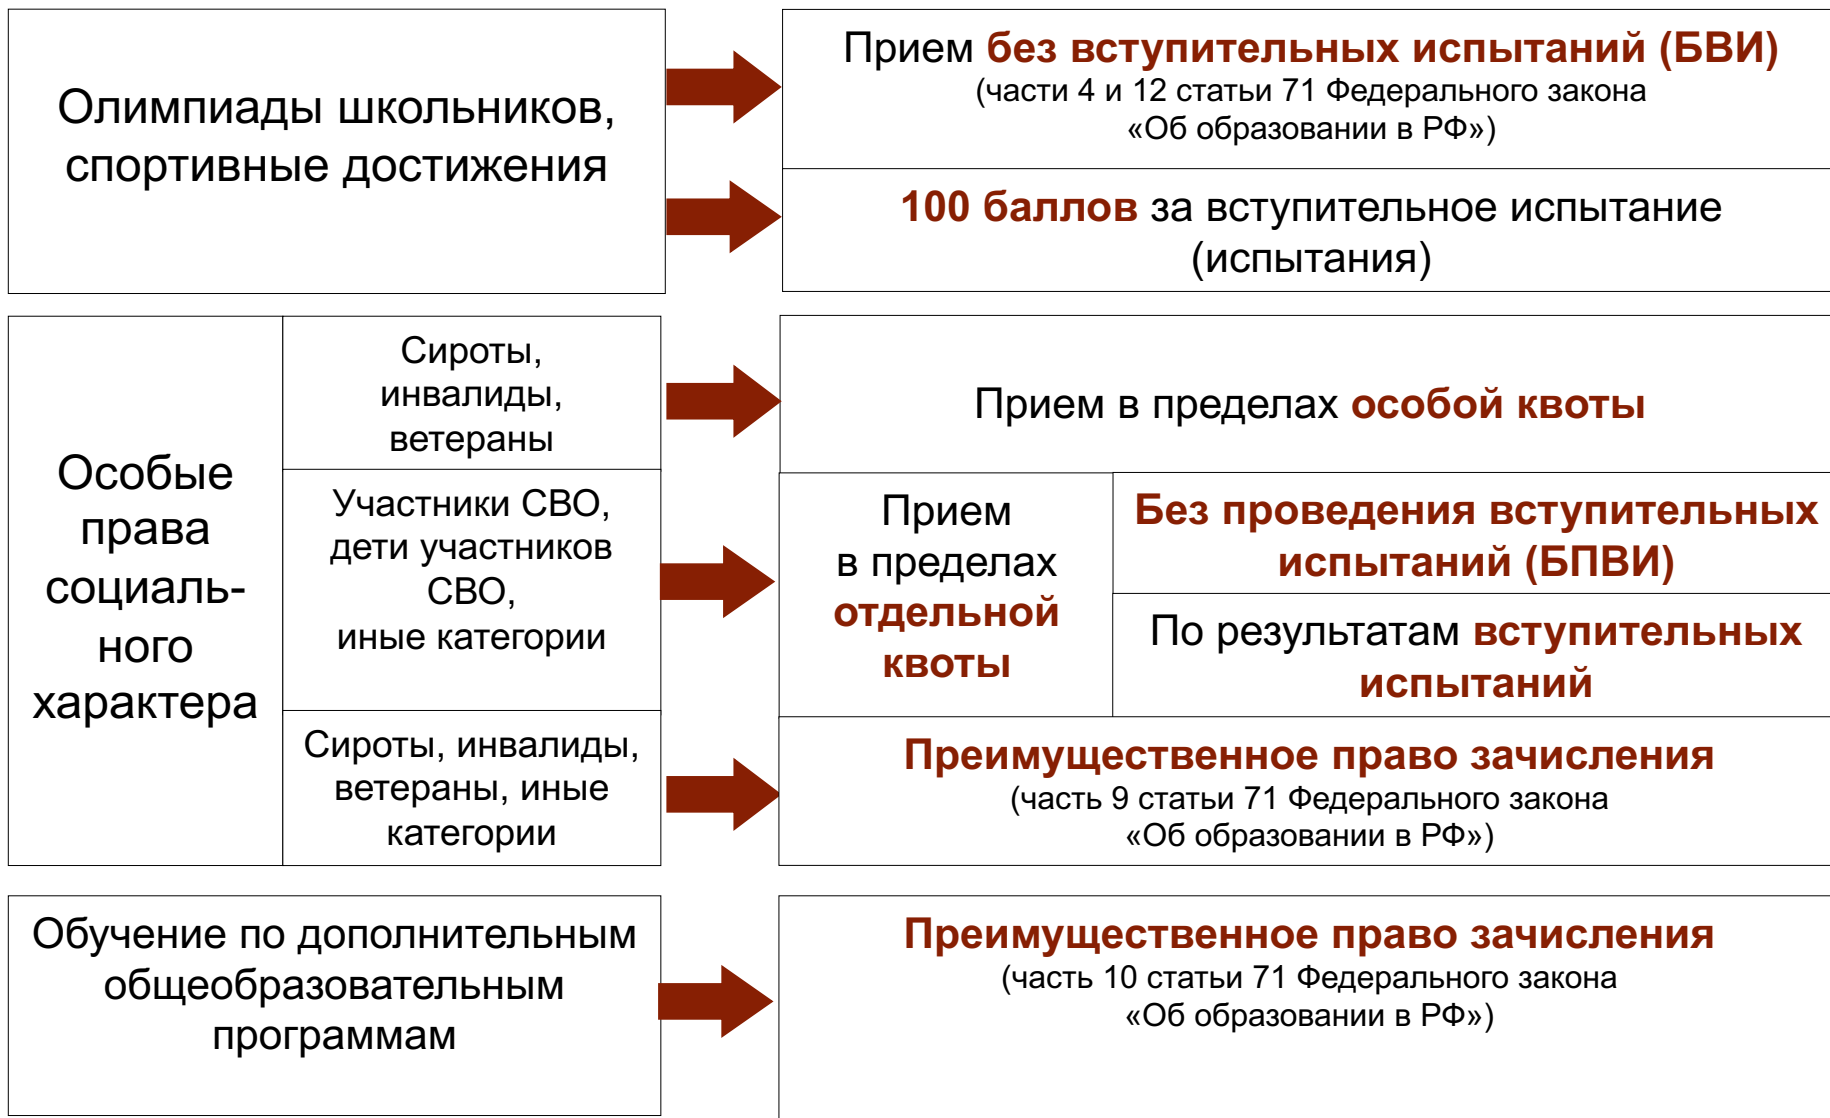 Олимпиады школьников,
спортивные достижения
Прием без вступительных испытаний (БВИ)
(части 4 и 12 статьи 71 Федерального закона
«Об образовании в РФ»)
100 баллов за вступительное испытание
(испытания)
Особые
права
социаль-
ного
характера
Сироты,
инвалиды,
ветераны
Прием в пределах особой квоты
Участники СВО,
дети участников
СВО,
иные категории
Прием
в пределах
отдельной
квоты
Без проведения вступительных
испытаний (БПВИ)
По результатам вступительных
испытаний
Сироты, инвалиды,
ветераны, иные
категории
Преимущественное право зачисления
(часть 9 статьи 71 Федерального закона
«Об образовании в РФ»)
Обучение по дополнительным
общеобразовательным
программам
Преимущественное право зачисления
(часть 10 статьи 71 Федерального закона
«Об образовании в РФ»)